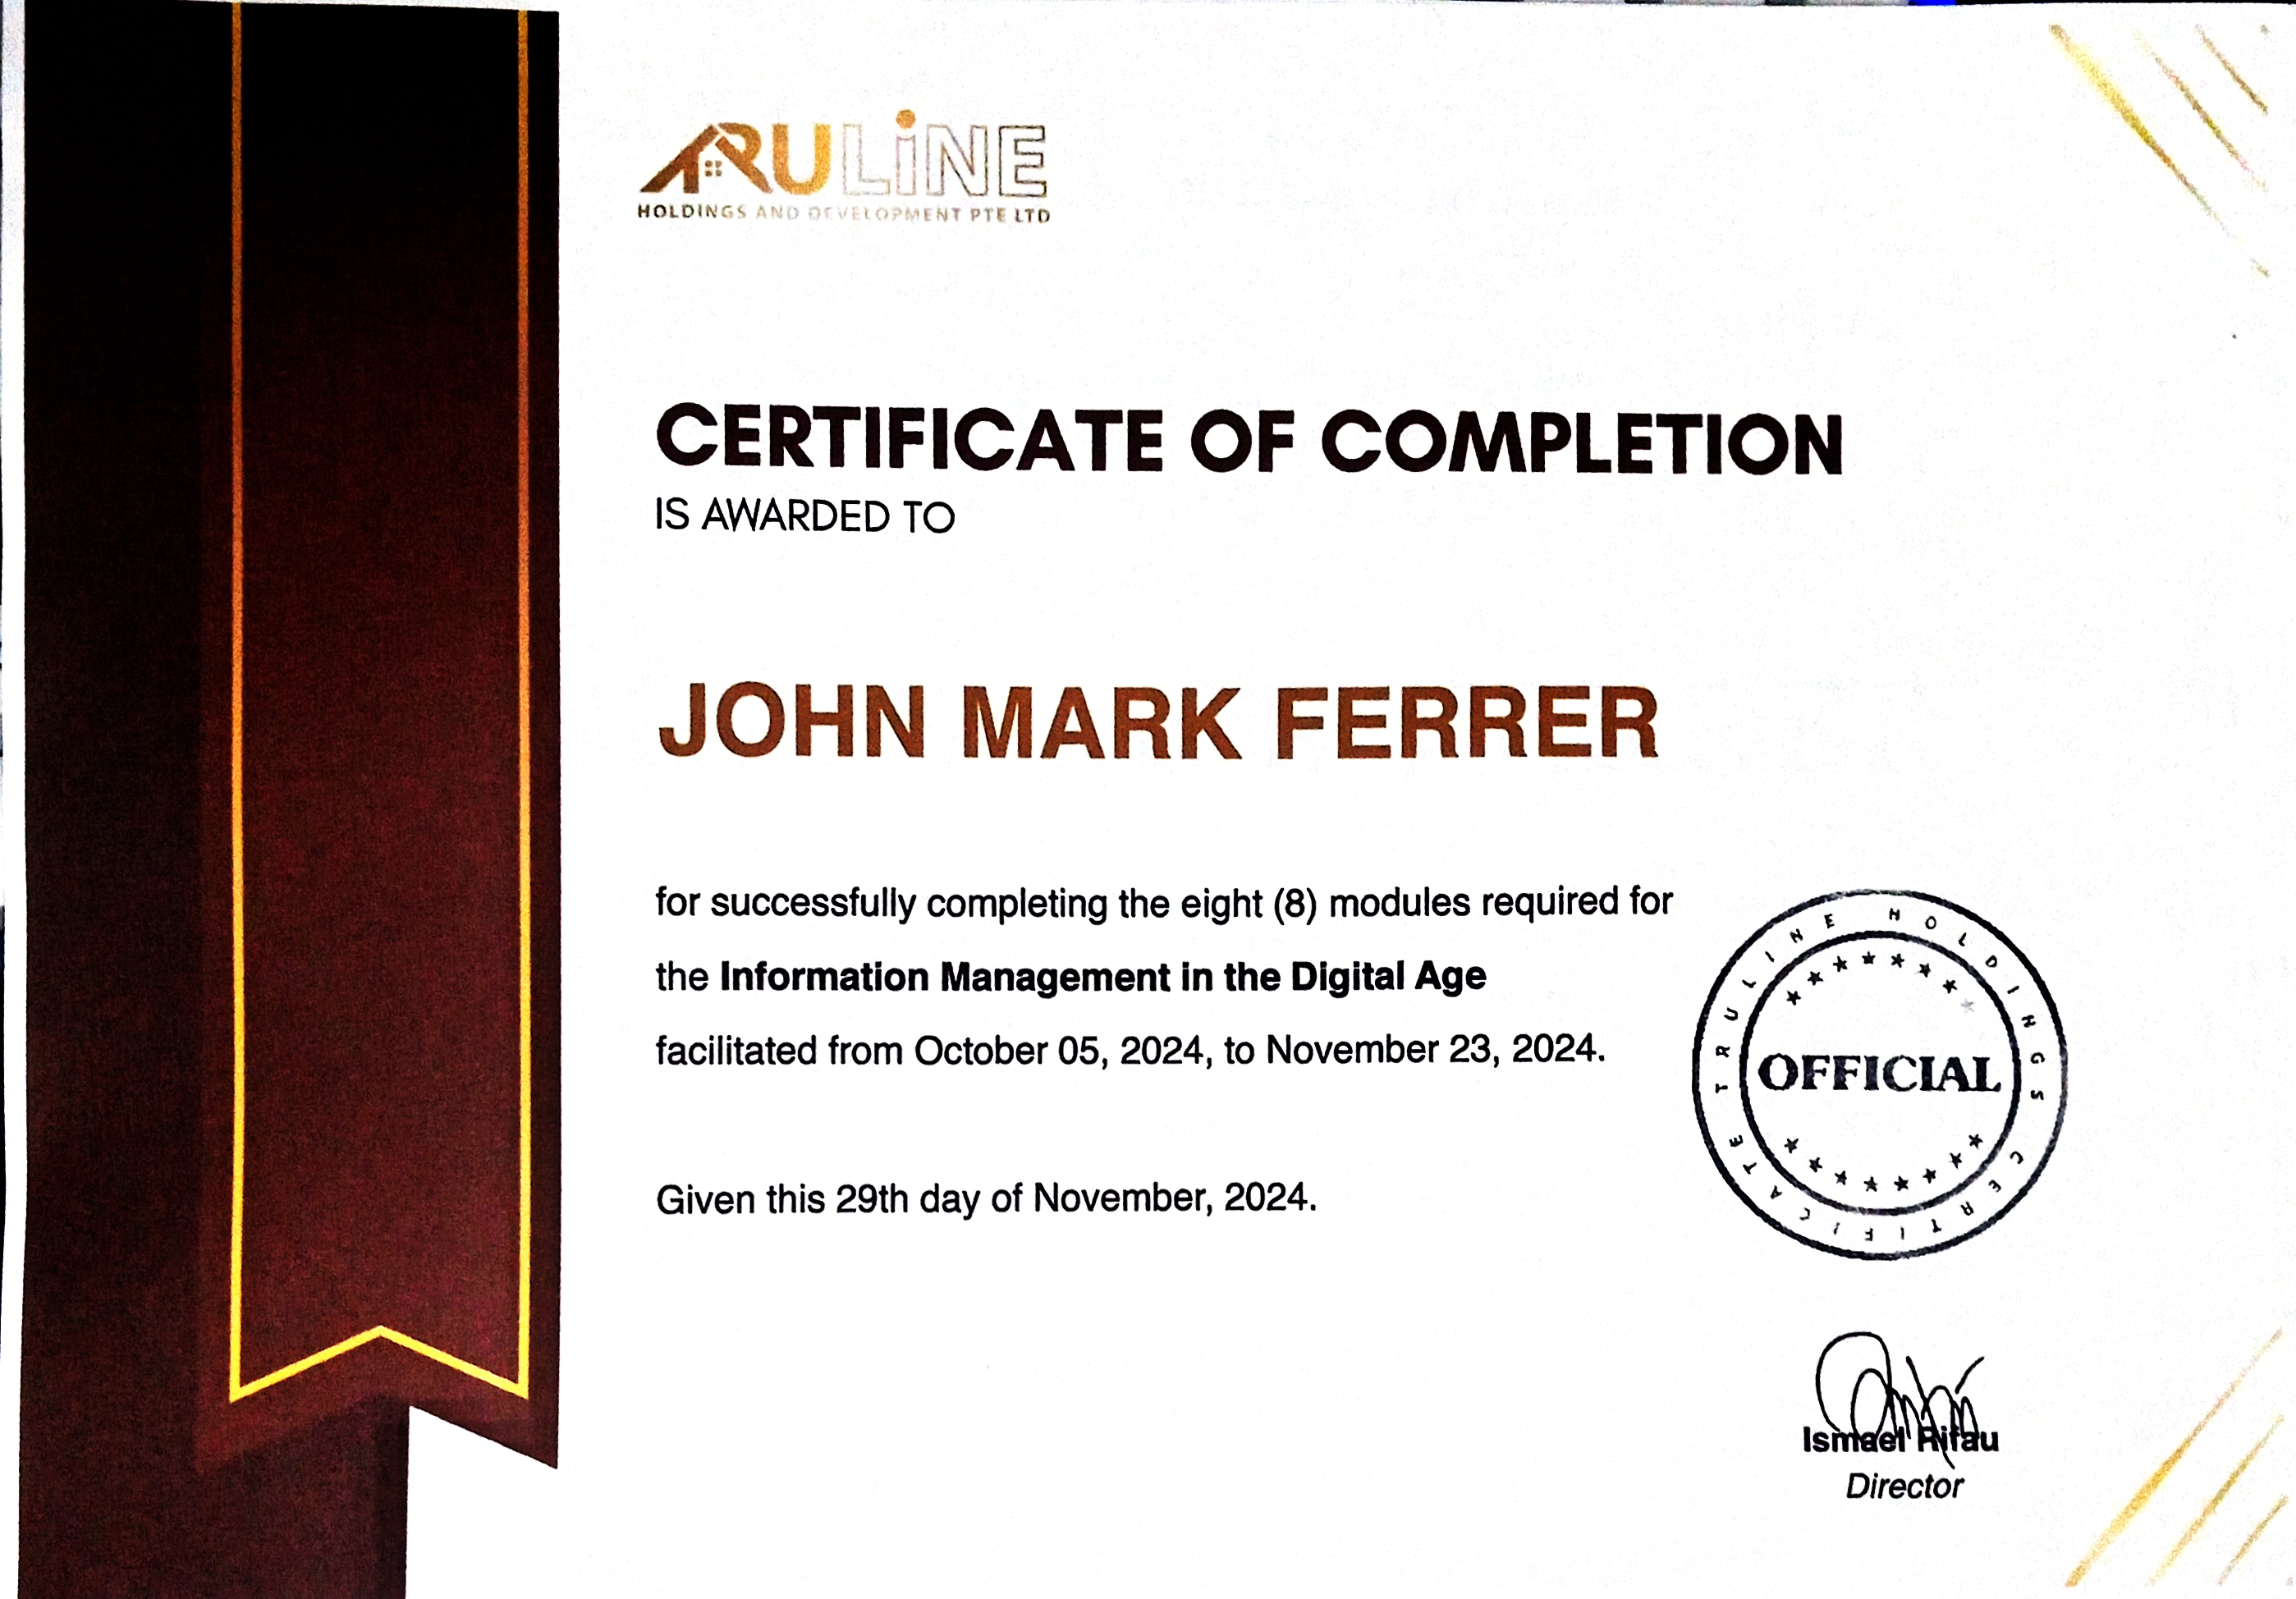 TRULINE
HOLDINGS AND DEVELOPMENT PTE LTD
CERTIFICATE OF COMPLETION
IS AWARDED TO
JOHN MARK FERRER
for successfully completing the eight (8) modules required for
the Information Management in the Digital Age
facilitated from October 05, 2024, to November 23, 2024.
TRULINE HOLDINGS CERTIFICATE
OFFICIAL
Given this 29th day of November, 2024.
Ismael Rifau
Director